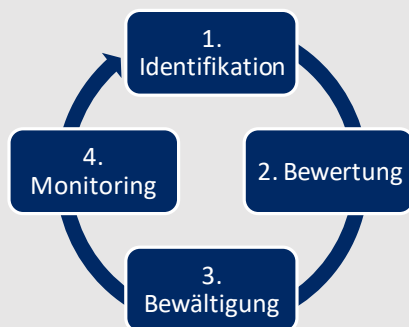 1.
Identifikation
2. Bewertung
3.
Bewältigung
4.
Monitoring